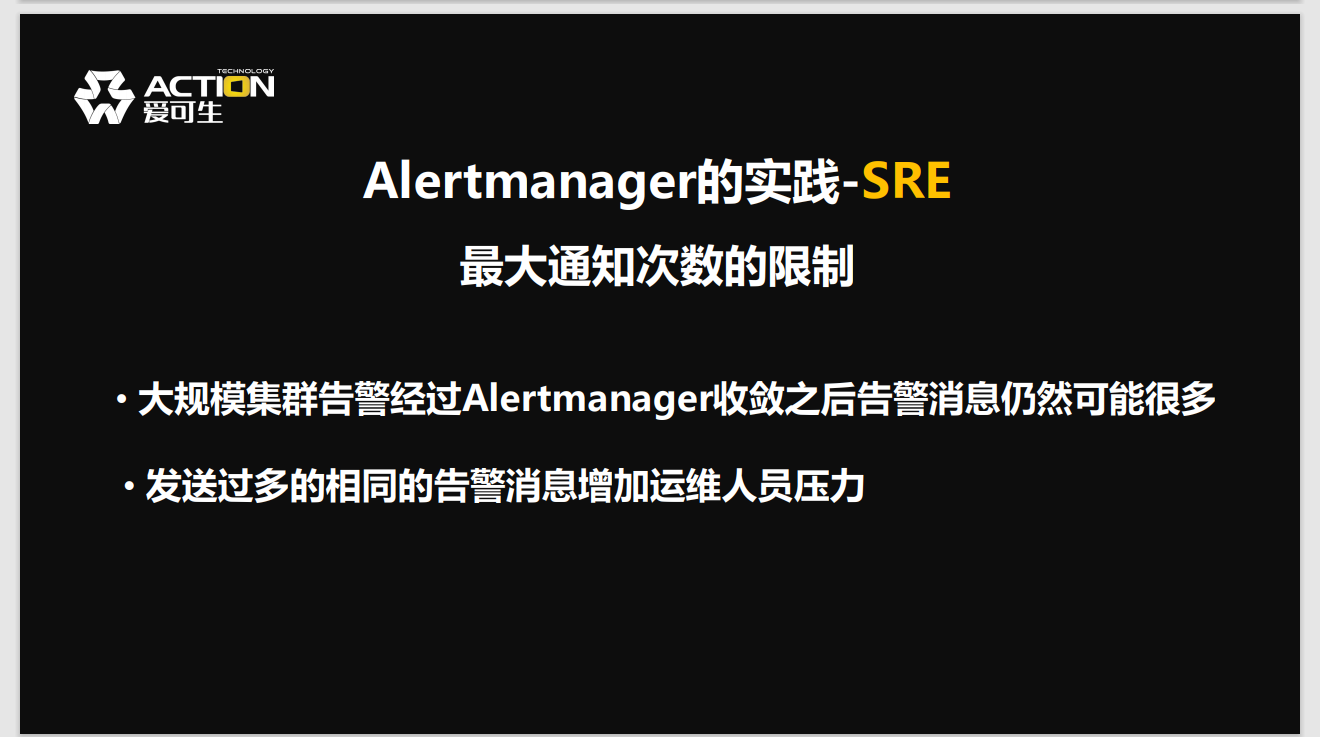 TECHNOLOGY
ACTION
爱可生
Alertmanager的实践-SRE
最大通知次数的限制
• 大规模集群告警经过Alertmanager收敛之后告警消息仍然可能很多
• 发送过多的相同的告警消息增加运维人员压力